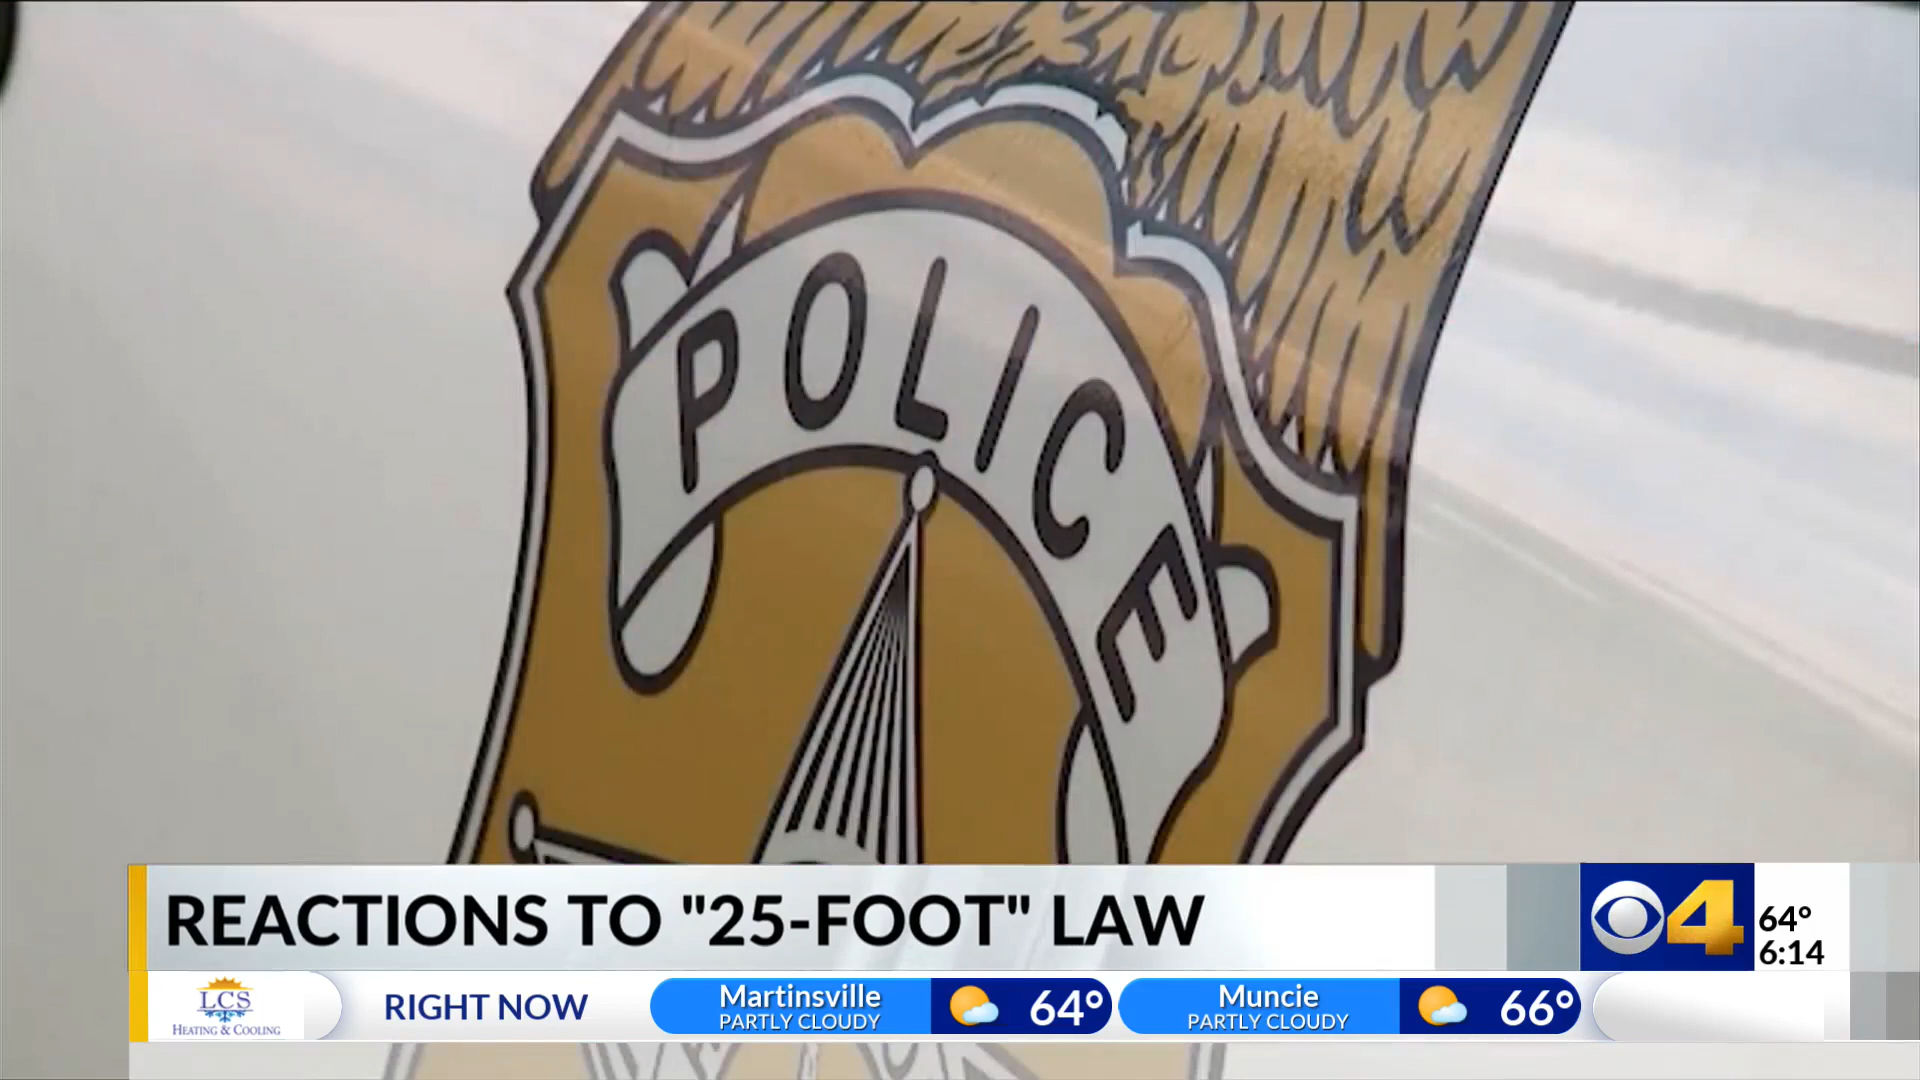 POLICE
REACTIONS TO "25-FOOT" LAW
4
64°
6:14
LCS
HEATING & COOLING
RIGHT NOW
Martinsville
PARTLY CLOUDY
64°
Muncie
PARTLY CLOUDY
66°